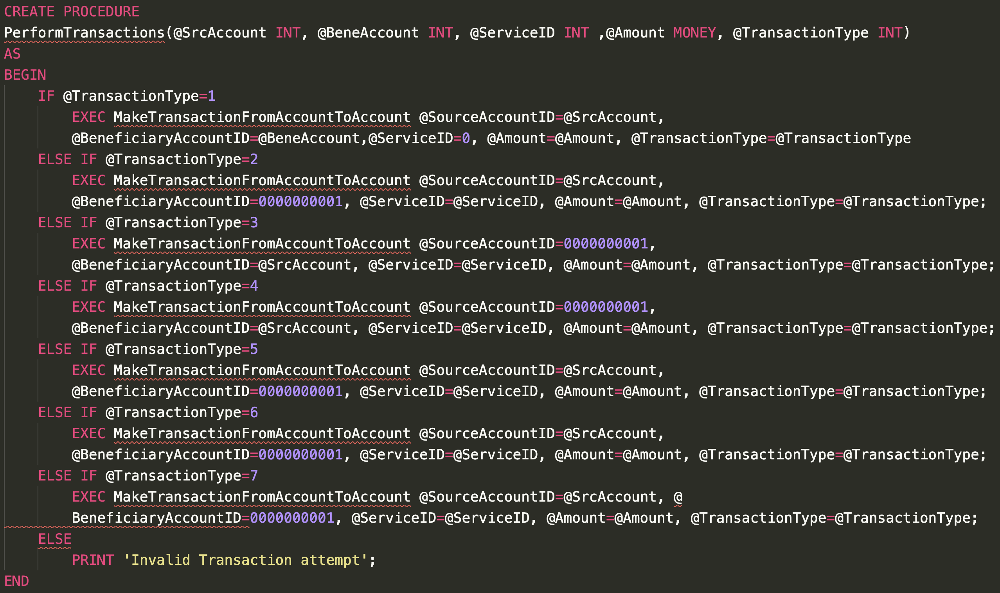 CREATE PROCEDURE
PerformTransactions(@SrcAccount INT, @BeneAccount INT, @ServiceID INT ,@Amount MONEY, @TransactionType INT)
AS
BEGIN
    IF @TransactionType=1
        EXEC MakeTransactionFromAccountToAccount @SourceAccountID=@SrcAccount,
        @BeneficiaryAccountID=@BeneAccount,@ServiceID=0, @Amount=@Amount, @TransactionType=@TransactionType
    ELSE IF @TransactionType=2
        EXEC MakeTransactionFromAccountToAccount @SourceAccountID=@SrcAccount,
        @BeneficiaryAccountID=0000000001, @ServiceID=@ServiceID, @Amount=@Amount, @TransactionType=@TransactionType;
    ELSE IF @TransactionType=3
        EXEC MakeTransactionFromAccountToAccount @SourceAccountID=0000000001,
        @BeneficiaryAccountID=@SrcAccount, @ServiceID=@ServiceID, @Amount=@Amount, @TransactionType=@TransactionType;
    ELSE IF @TransactionType=4
        EXEC MakeTransactionFromAccountToAccount @SourceAccountID=0000000001,
        @BeneficiaryAccountID=@SrcAccount, @ServiceID=@ServiceID, @Amount=@Amount, @TransactionType=@TransactionType;
    ELSE IF @TransactionType=5
        EXEC MakeTransactionFromAccountToAccount @SourceAccountID=@SrcAccount,
        @BeneficiaryAccountID=0000000001, @ServiceID=@ServiceID, @Amount=@Amount, @TransactionType=@TransactionType;
    ELSE IF @TransactionType=6
        EXEC MakeTransactionFromAccountToAccount @SourceAccountID=@SrcAccount,
        @BeneficiaryAccountID=0000000001, @ServiceID=@ServiceID, @Amount=@Amount, @TransactionType=@TransactionType;
    ELSE IF @TransactionType=7
        EXEC MakeTransactionFromAccountToAccount @SourceAccountID=@SrcAccount, @
        BeneficiaryAccountID=0000000001, @ServiceID=@ServiceID, @Amount=@Amount, @TransactionType=@TransactionType;
    ELSE
        PRINT 'Invalid Transaction attempt';
END